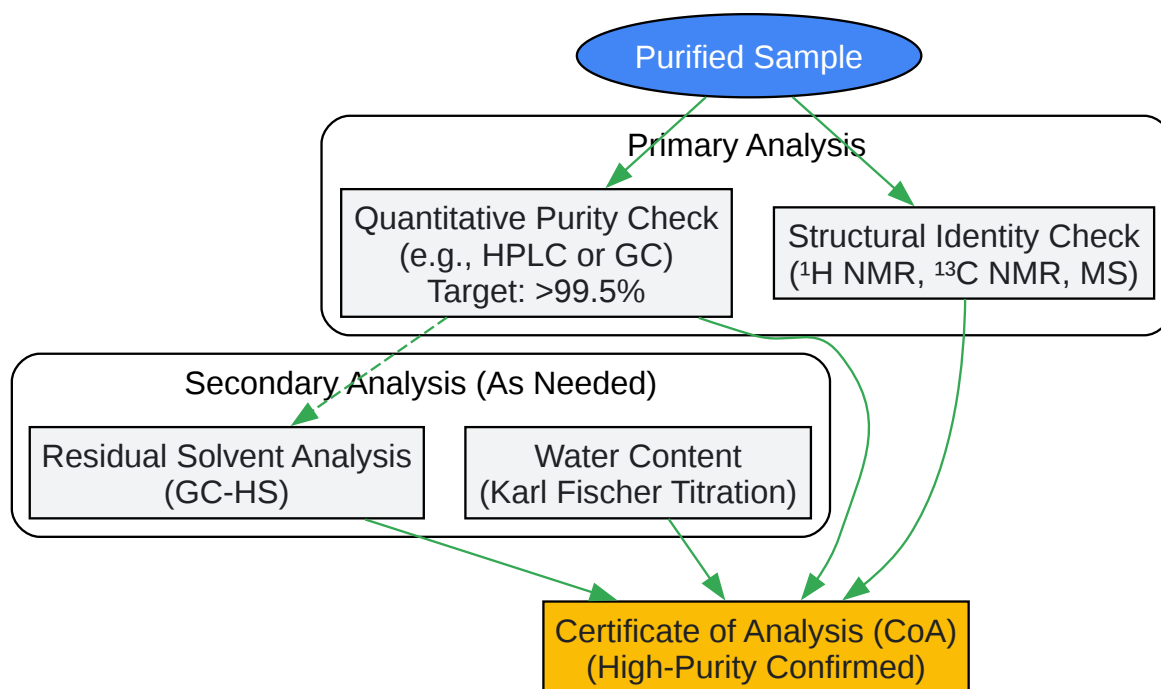 Purified Sample
Primary Analysis
Quantitative Purity Check
(e.g., HPLC or GC)
Target: >99.5%
Structural Identity Check
(¹H NMR, ¹³C NMR, MS)
Secondary Analysis (As Needed)
Residual Solvent Analysis
(GC-HS)
Water Content
(Karl Fischer Titration)
Certificate of Analysis (CoA)
(High-Purity Confirmed)